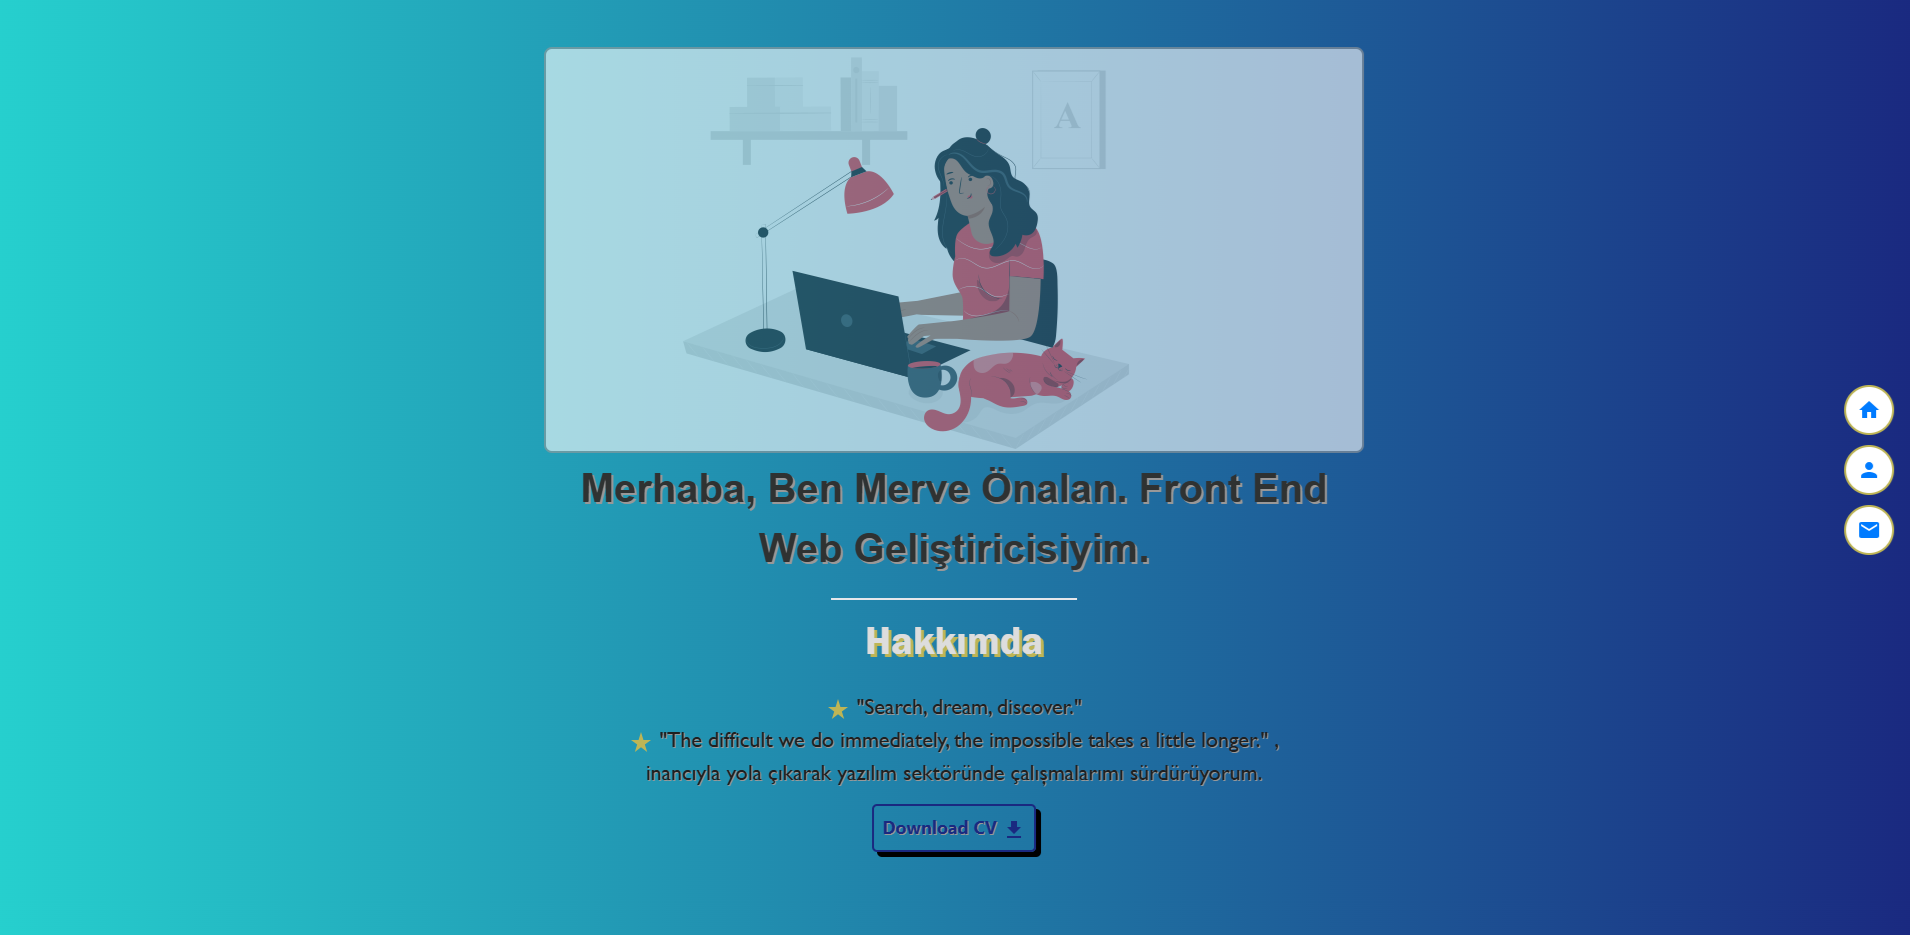 A
Merhaba, Ben Merve Önalan. Front End
Web Geliştiricisiyim.
Hakkımda
"Search, dream, discover."
"The difficult we do immediately, the impossible takes a little longer." ,
inancıyla yola çıkarak yazılım sektöründe çalışmalarımı sürdürüyorum.
Download CV